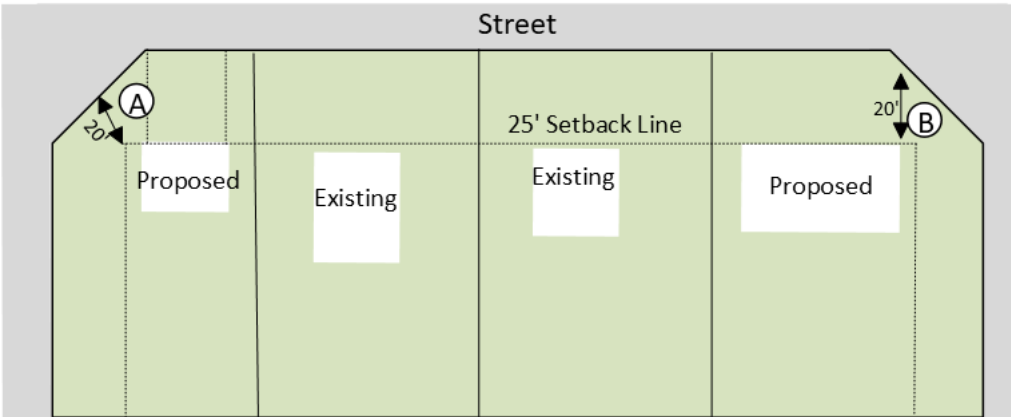 Street
A
20'
25' Setback Line
20'
B
Proposed
Existing
Existing
Proposed